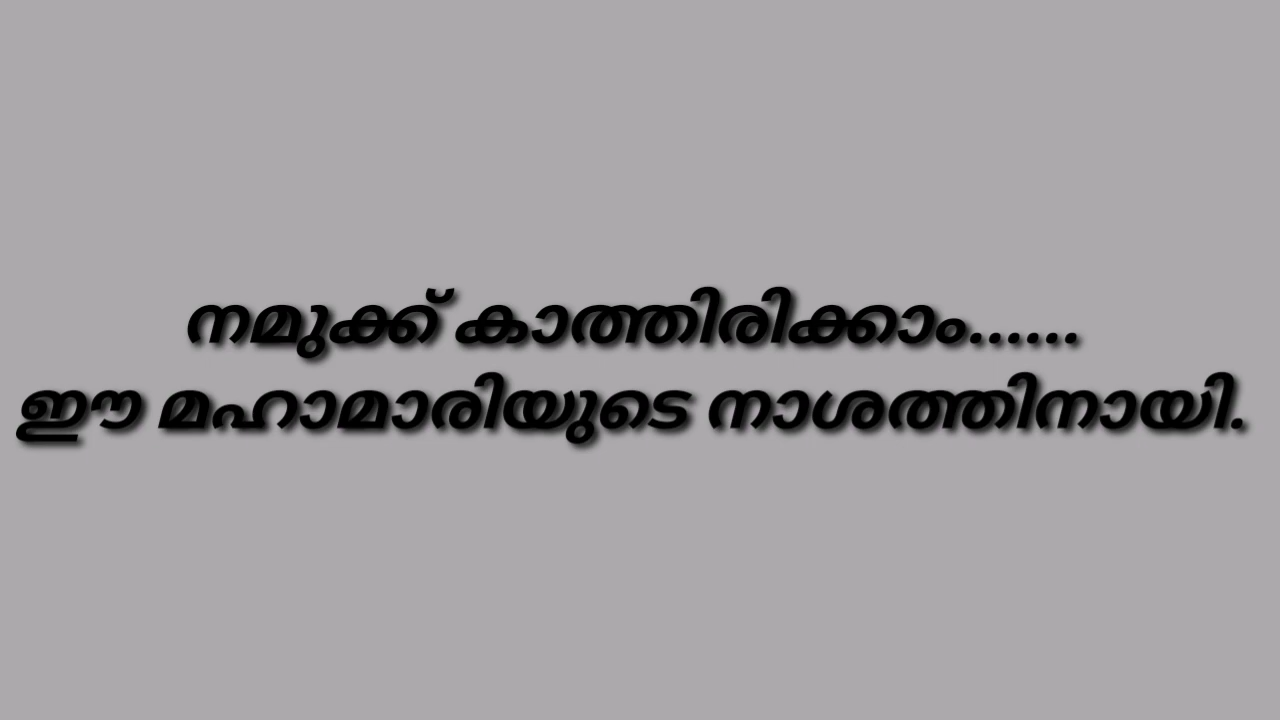 നമുക്ക് കാത്തിരിക്കാം......
ഈ മഹാമാരിയുടെ നാശത്തിനായി.